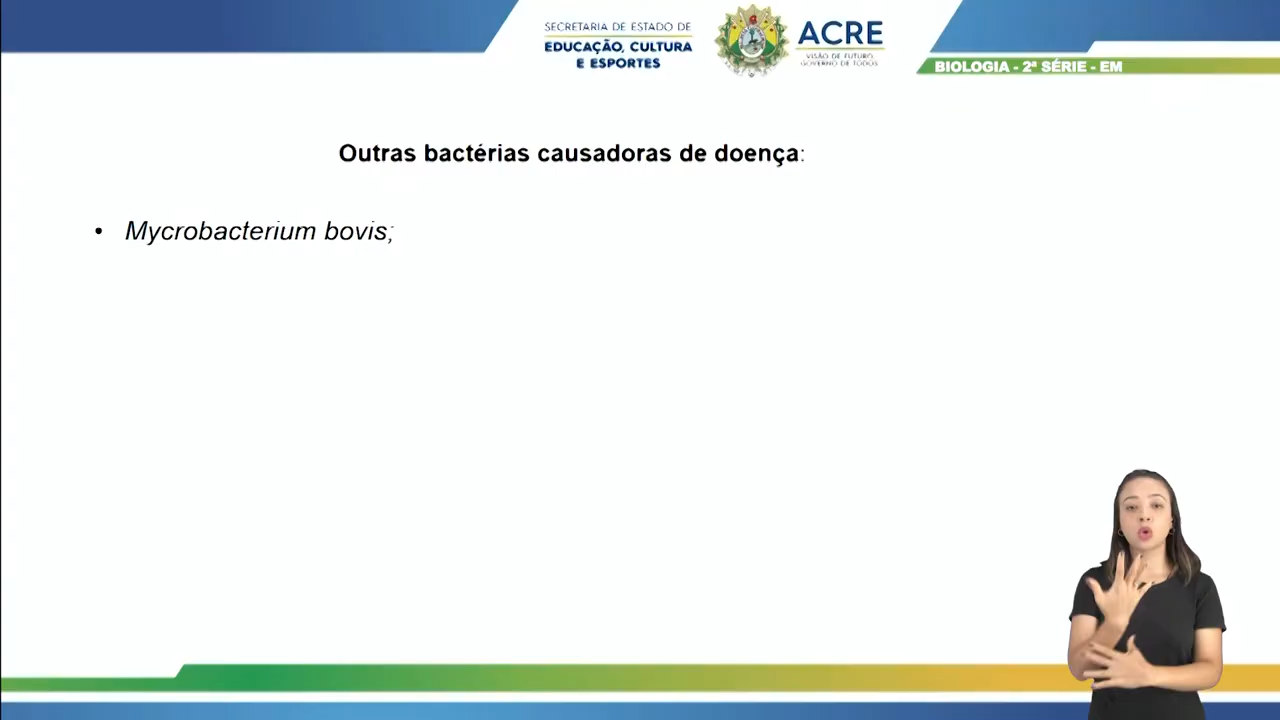 SECRETARIA DE ESTADO DE
EDUCAÇÃO, CULTURA
E ESPORTES
ACRE
VISÃO DE FUTURO
GOVERNO DE TODOS
BIOLOGIA - 2ª SÉRIE - EM
Outras bactérias causadoras de doença:
• Mycrobacterium bovis;